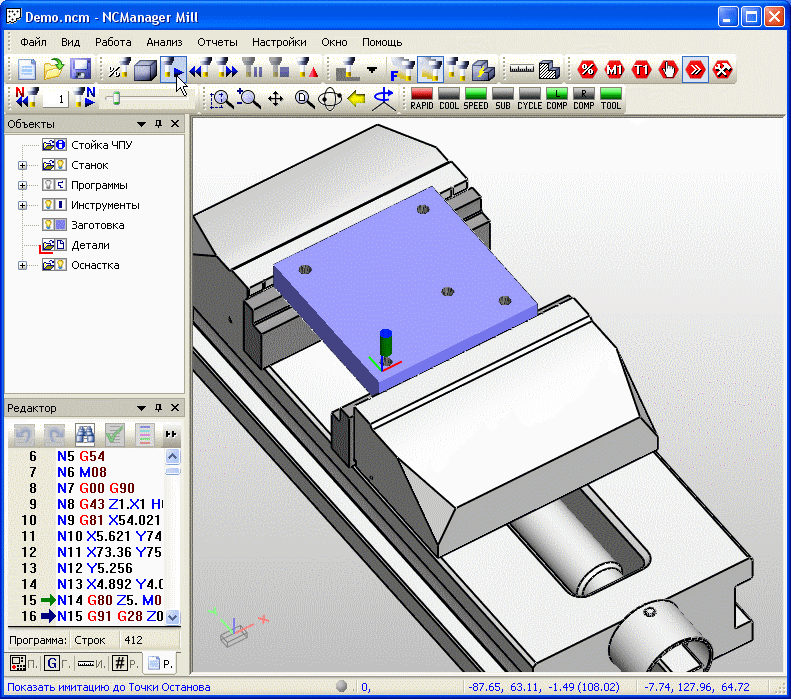 Demo.ncm - NCManager Mill
Файл Вид Работа Анализ Отчеты Настройки Окно Помощь
% F % M1 T1
N 1 N RAPID COOL SPEED SUB CYCLE L COMP R COMP TOOL
Объекты
Стойка ЧПУ
Станок
Программы
Инструменты
Заготовка
Детали
Оснастка
Редактор
6 N5 G54
7 N6 M08
8 N7 G00 G90
9 N8 G43 Z1.X1 H
10 N9 G81 X54.021
11 N10 X5.621 Y74
12 N11 X73.36 Y75
13 N12 Y5.256
14 N13 X4.892 Y4.0
15 N14 G80 Z5. M0
16 N15 G91 G28 Z0
Программа: Строк 412
П. G Г. И. # Р. Р.
Показать имитацию до Точки Останова 0, -87.65, 63.11, -1.49 (108.02) -7.74, 127.96, 64.72